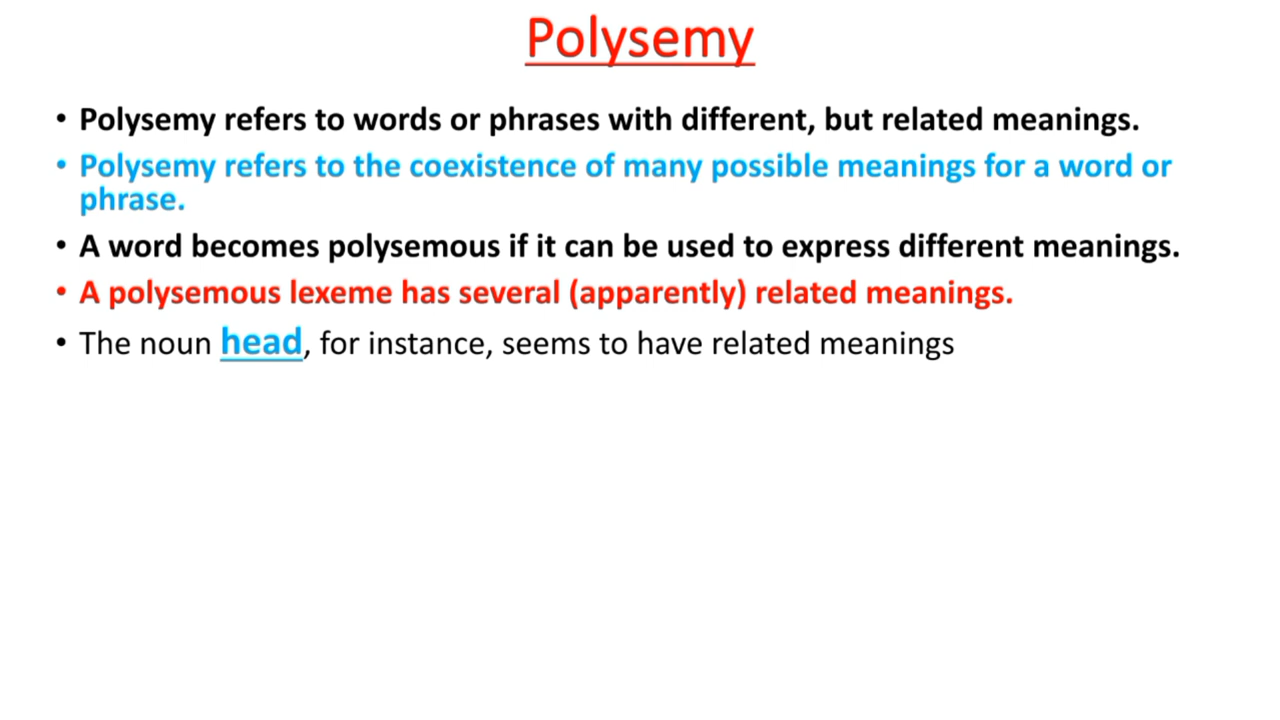 Polysemy
• Polysemy refers to words or phrases with different, but related meanings.
• Polysemy refers to the coexistence of many possible meanings for a word or
phrase.
• A word becomes polysemous if it can be used to express different meanings.
• A polysemous lexeme has several (apparently) related meanings.
• The noun head, for instance, seems to have related meanings